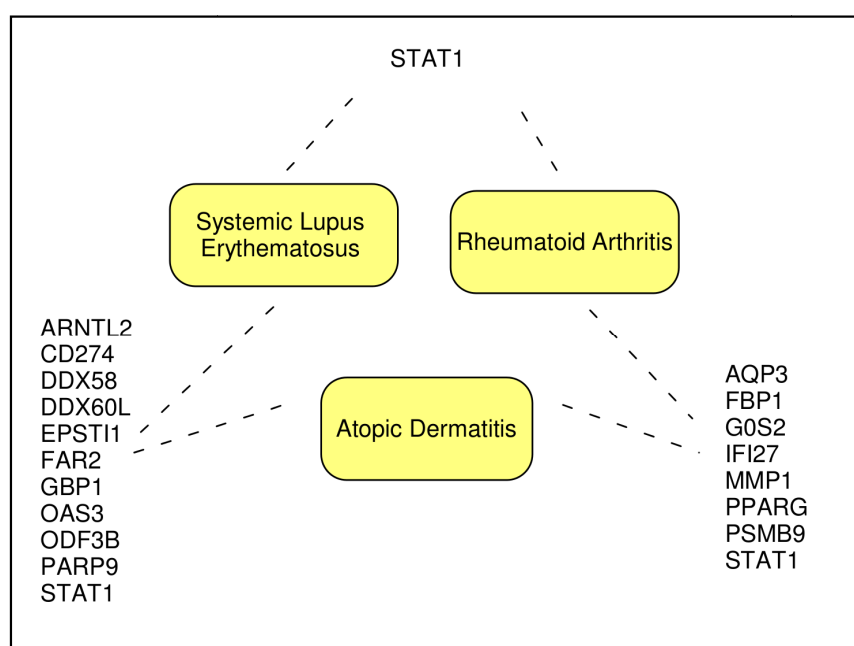 STAT1
Systemic Lupus
Erythematosus
Rheumatoid Arthritis
ARNTL2
CD274
DDX58
DDX60L
EPSTI1
FAR2
GBP1
OAS3
ODF3B
PARP9
STAT1
Atopic Dermatitis
AQP3
FBP1
G0S2
IFI27
MMP1
PPARG
PSMB9
STAT1